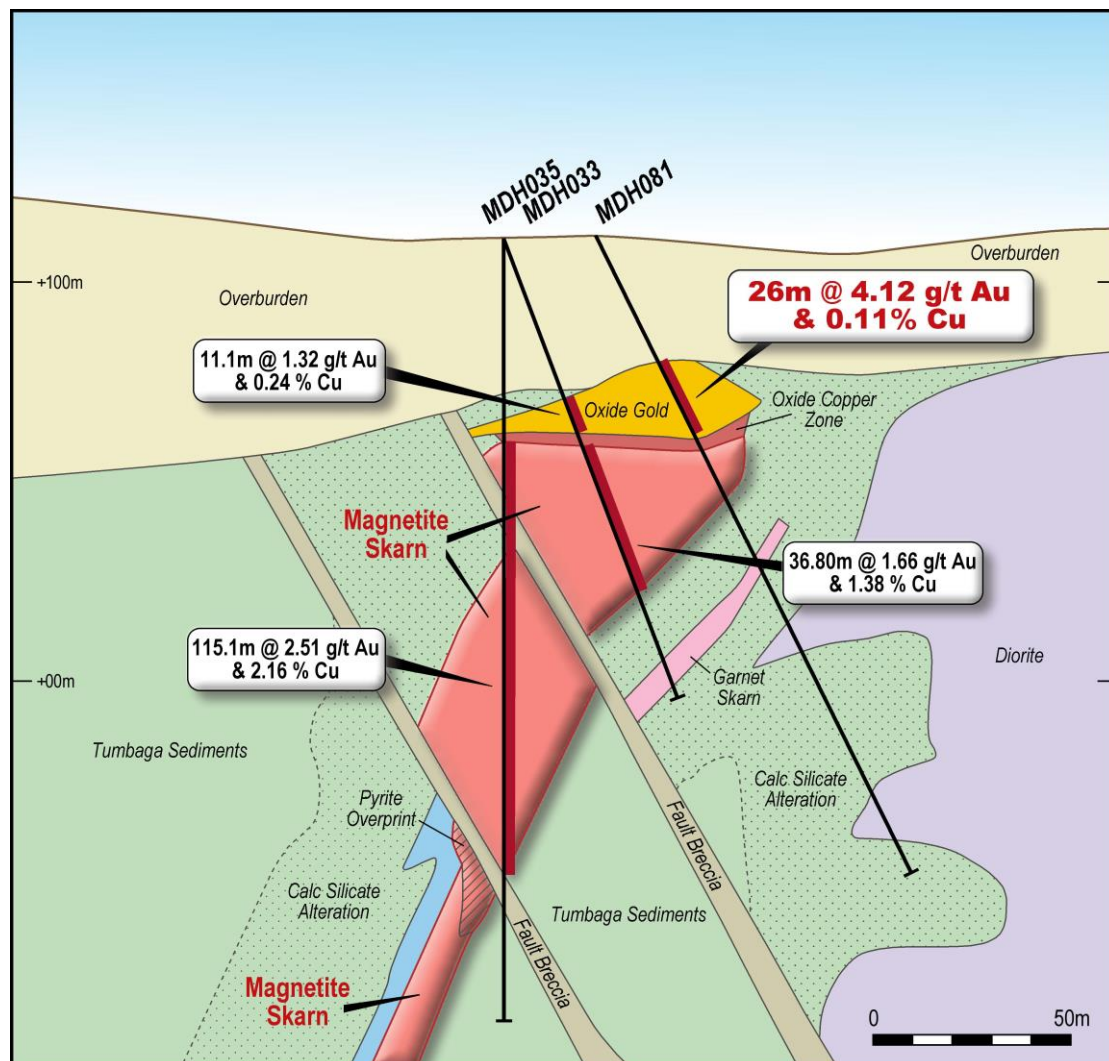 MDH035
MDH033
MDH081
+100m
Overburden
Overburden
26m @ 4.12 g/t Au
& 0.11% Cu
11.1m @ 1.32 g/t Au
& 0.24 % Cu
Oxide Gold
Oxide Copper
Zone
Magnetite
Skarn
36.80m @ 1.66 g/t Au
& 1.38 % Cu
115.1m @ 2.51 g/t Au
& 2.16 % Cu
Diorite
+00m
Garnet
Skarn
Tumbaga Sediments
Calc Silicate
Alteration
Pyrite
Overprint
Fault Breccia
Calc Silicate
Alteration
Tumbaga Sediments
Fault Breccia
Magnetite
Skarn
0 50m